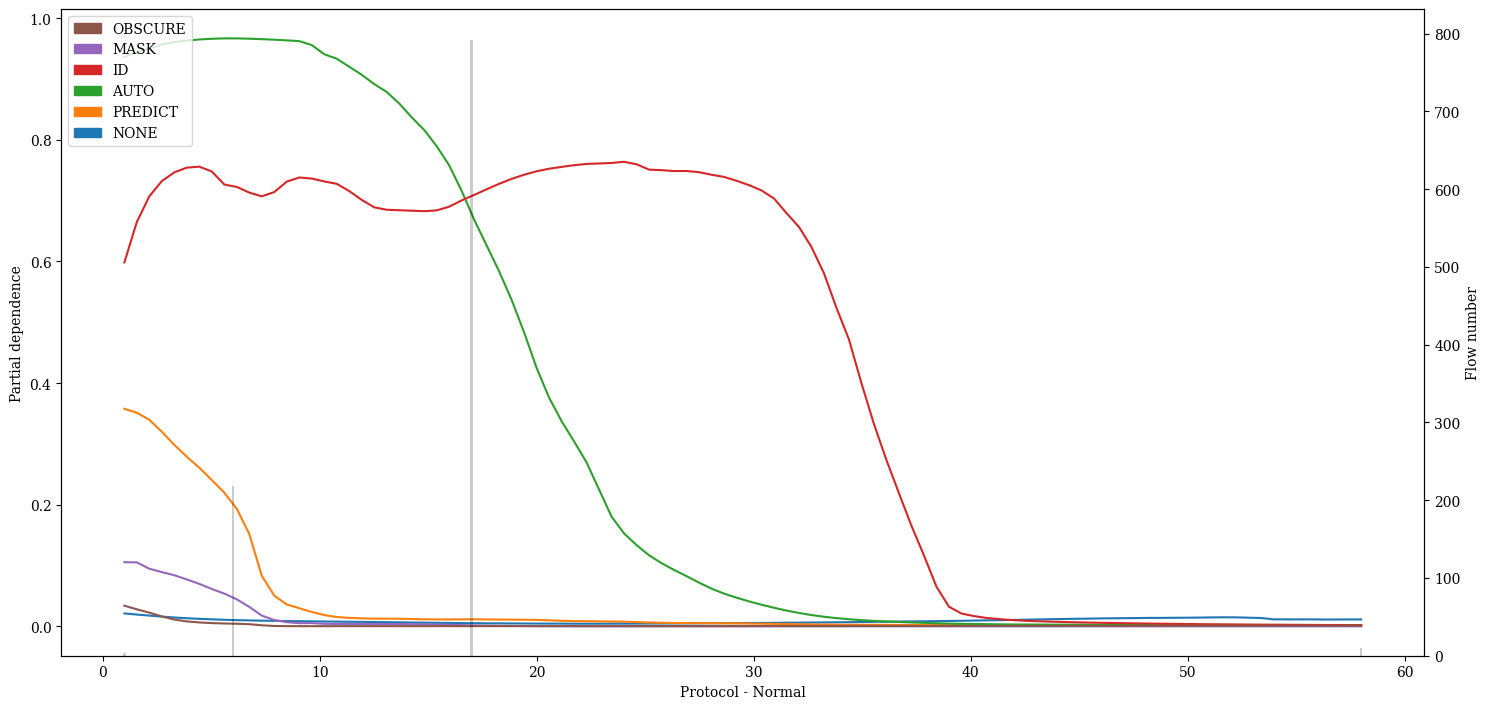 OBSCURE
MASK
ID
AUTO
PREDICT
NONE
1.0
0.8
0.6
0.4
0.2
0.0
Partial dependence
800
700
600
500
400
300
200
100
0
Flow number
0 10 20 30 40 50 60
Protocol - Normal